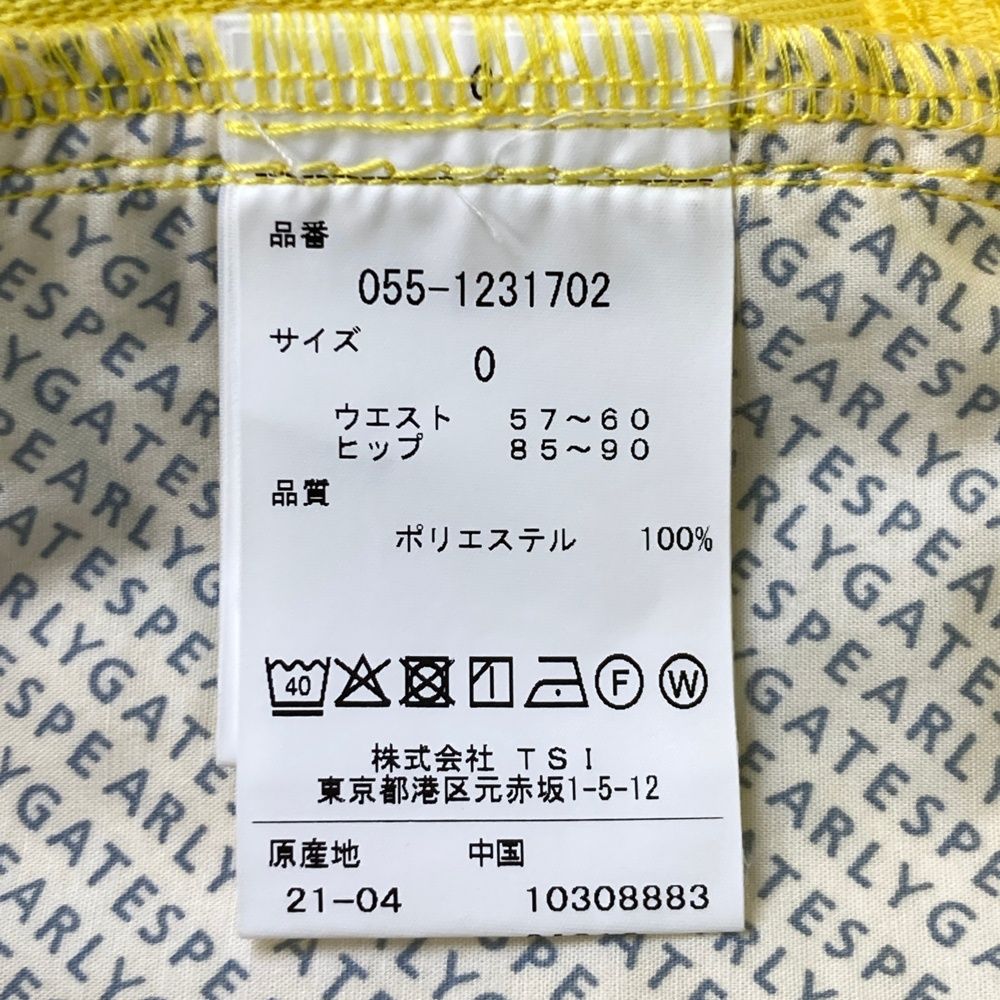 品番
055-1231702
サイズ
0
ウエスト 57～60
ヒップ 85～90
品質
ポリエステル 100%
40
F
W
株式会社 TSI
東京都港区元赤坂1-5-12
原産地 中国
21-04 10308883
PEARLYGATES